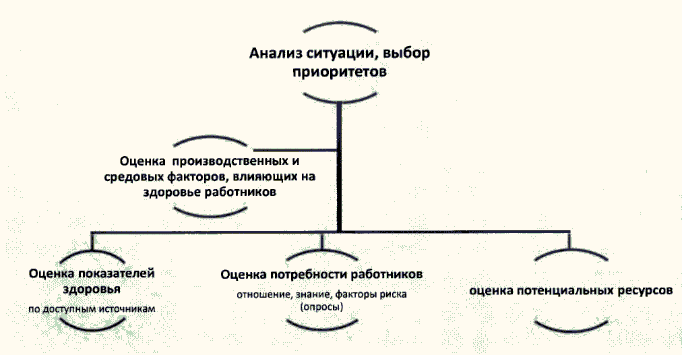 Анализ ситуации, выбор
приоритетов
Оценка производственных и
средовых факторов, влияющих на
здоровье работников
Оценка показателей
здоровья
по доступным источникам
Оценка потребности работников
отношение, знание, факторы риска
(опросы)
оценка потенциальных ресурсов